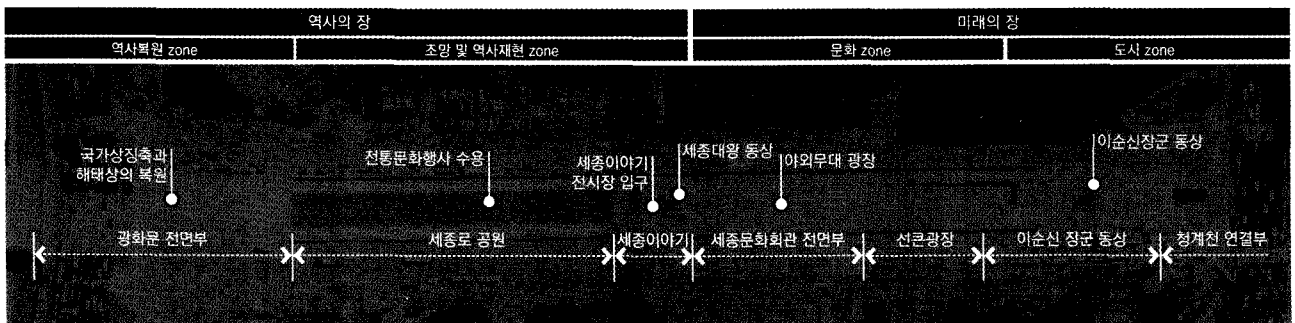 역사의 장
미래의 장
역사복원 zone
조망 및 역사재현 zone
문화 zone
도시 zone
국가상징축과
해태상의 복원
전통문화행사 수용
세종이야기
전시장 입구
세종대왕 동상
야외무대 광장
이순신장군 동상
광화문 전면부
세종로 공원
세종이야기
세종문화회관 전면부
선큰광장
이순신 장군 동상
청계천 연결부